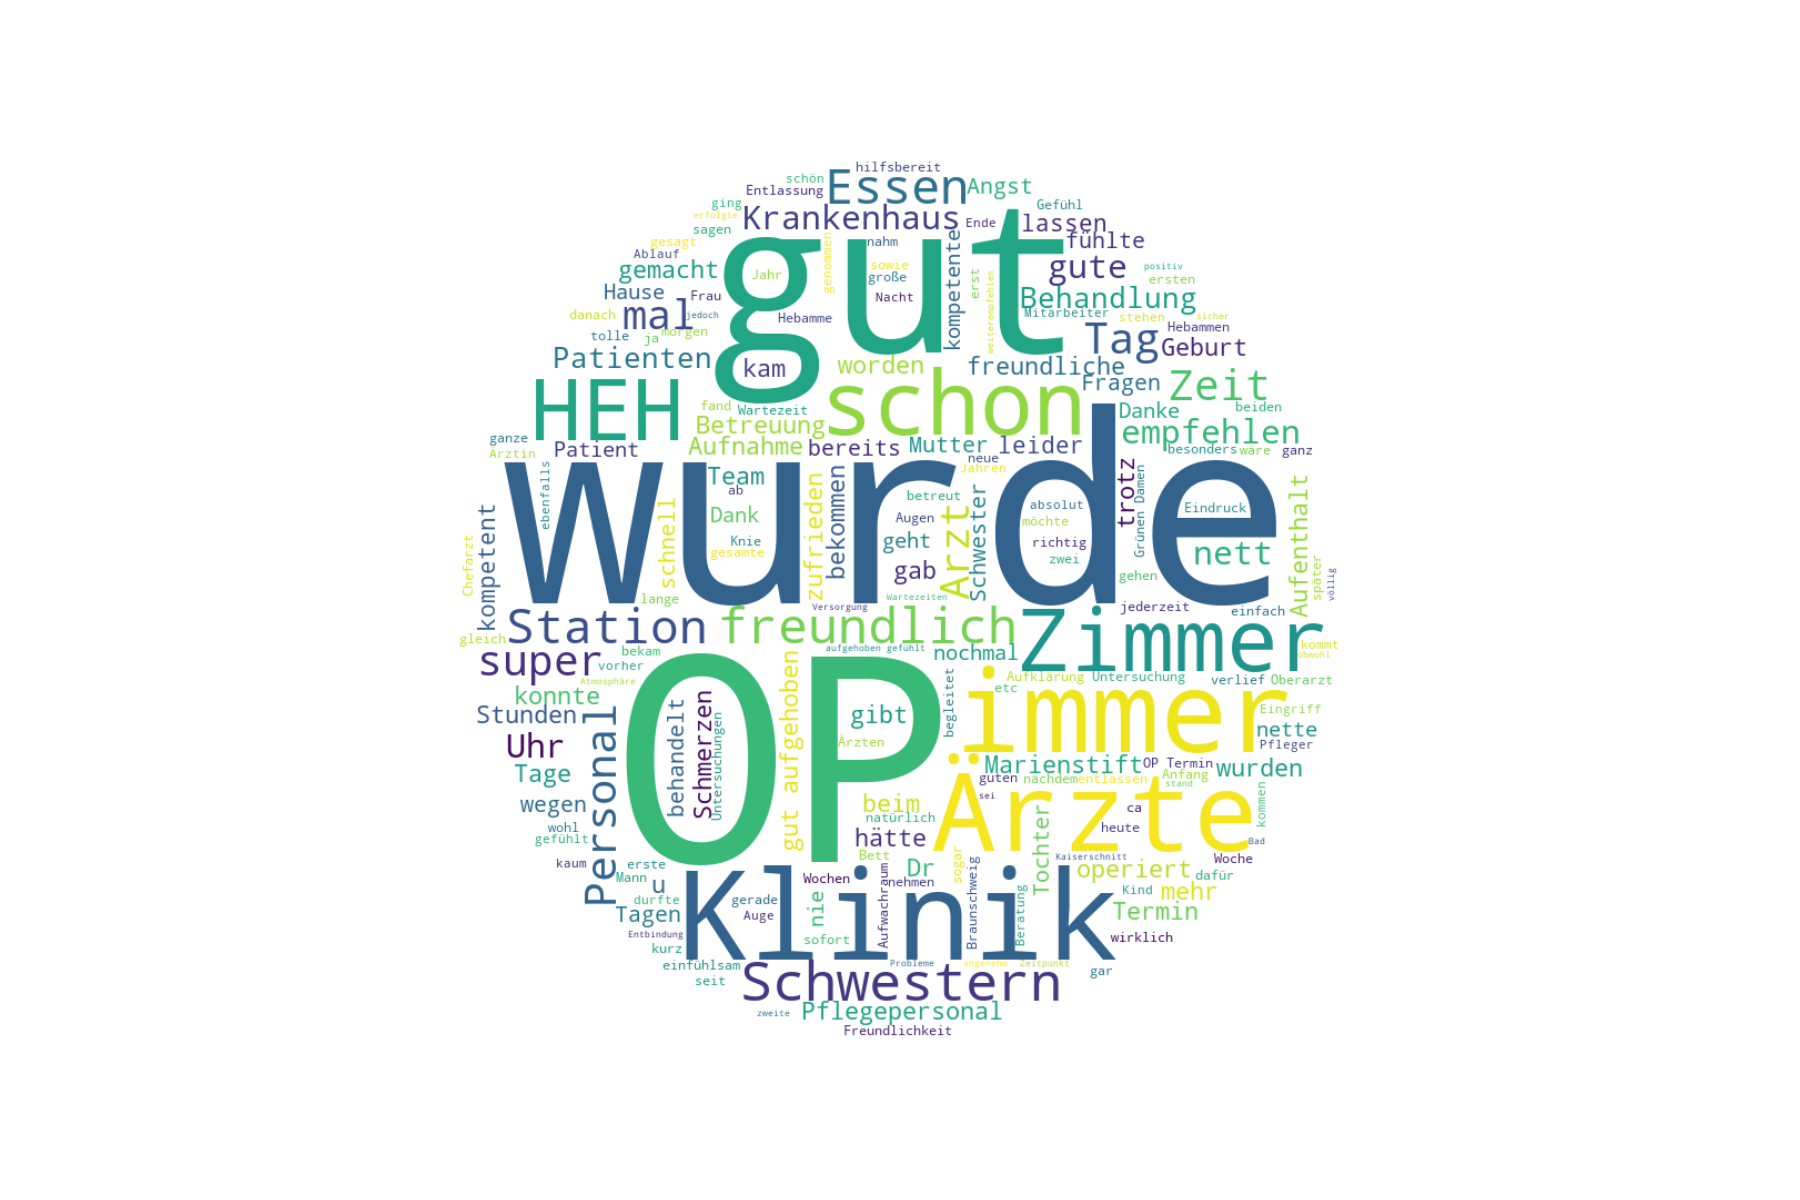 hilfsbereit
schön
Essen
Angst
Entlassung
ging
Gefühl
erfolgte
Krankenhaus
Ende
lassen
sagen
gut
fühlte
gesagt
nahm
Ablauf
genommen
kompetente
gemacht
Jahr
sowie
große
erst
weiterempfehlen
gute
positiv
ersten
Hause
Frau
Nacht
Behandlung
danach
mal
jedoch
Hebamme
Mitarbeiter
stehen
sicher
tolle
ja
morgen
Tag
Hebammen
Geburt
Patienten
kam
worden
freundliche
Fragen
Zeit
HEH
fand
Wartezeit
schon
Danke
beiden
Betreuung
empfehlen
ganze
Ärztin
Patient
Aufnahme
bereits
Mutter
leider
besonders
wäre
ganz
neue
Jahren
trotz
Grünen Damen
ebenfalls
Team
ab
wurde
betreut
absolut
Eindruck
Aufenthalt
kompetent
schnell
Dank
zufrieden
bekommen
Augen
Arzt
Schwester
möchte
Knie
gesamte
geht
richtig
zwei
nett
Chefarzt
gab
gehen
später
völlig
lange
Wartezeiten
Versorgung
jederzeit
einfach
gleich
Station
freundlich
Zimmer
kommt
obwohl
bekam
aufgehoben gefühlt
nochmal
super
vorher
Atmosphäre
Aufklärung
Untersuchung
verlief
Oberarzt
konnte
etc
immer
Eingriff
Stunden
Personal
OP
behandelt
Schmerzen
Untersuchungen
gut aufgehoben
gibt
begleitet
nette
Pfleger
Uhr
Ärzten
Marienstift
OP Termin
wurden
Tage
guten
nachdem
entlassen
Anfang
stand
wegen
sei
Ärzte
kommen
beim
ca
natürlich
heute
wohl
gefühlt
hätte
Bad
kaum
erste
Bett
sogar
Kaiserschnitt
Woche
Mann
u
Wochen
nehmen
Dr
Tochter
operiert
dafür
durfte
gerade
Klinik
Kind
mehr
Tagen
Auge
nie
Aufwachraum
Braunschweig
Beratung
Termin
Entbindung
sofort
wirklich
kurz
einfühlsam
Probleme
angenehm
Zeitpunkt
gar
seit
Schwestern
zweite
Pflegepersonal
Freundlichkeit